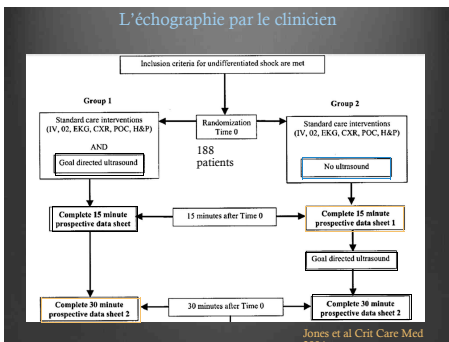 L'échographie par le clinicien
Inclusion criteria for undifferentiated shock are met
Group 1
Group 2
Standard care interventions
(IV, 02, EKG, CXR, POC, H&P)
AND
Goal directed ultrasound
Randomization
Time 0
188
patients
Standard care interventions
(IV, 02, EKG, CXR, POC, H&P)
No ultrasound
Complete 15 minute
prospective data sheet
15 minutes after Time 0
Complete 15 minute
prospective data sheet 1
Goal directed ultrasound
Complete 30 minute
prospective data sheet 2
30 minutes after Time 0
Complete 30 minute
prospective data sheet 2
Jones et al Crit Care Med